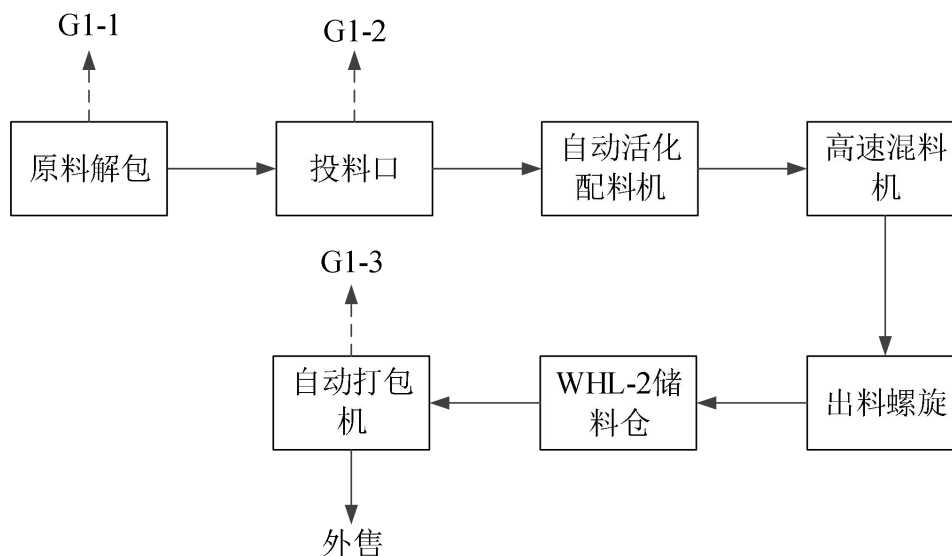 G1-1
G1-2
原料解包
投料口
自动活化
配料机
高速混料
机
G1-3
自动打包
机
WHL-2储
料仓
出料螺旋
外售